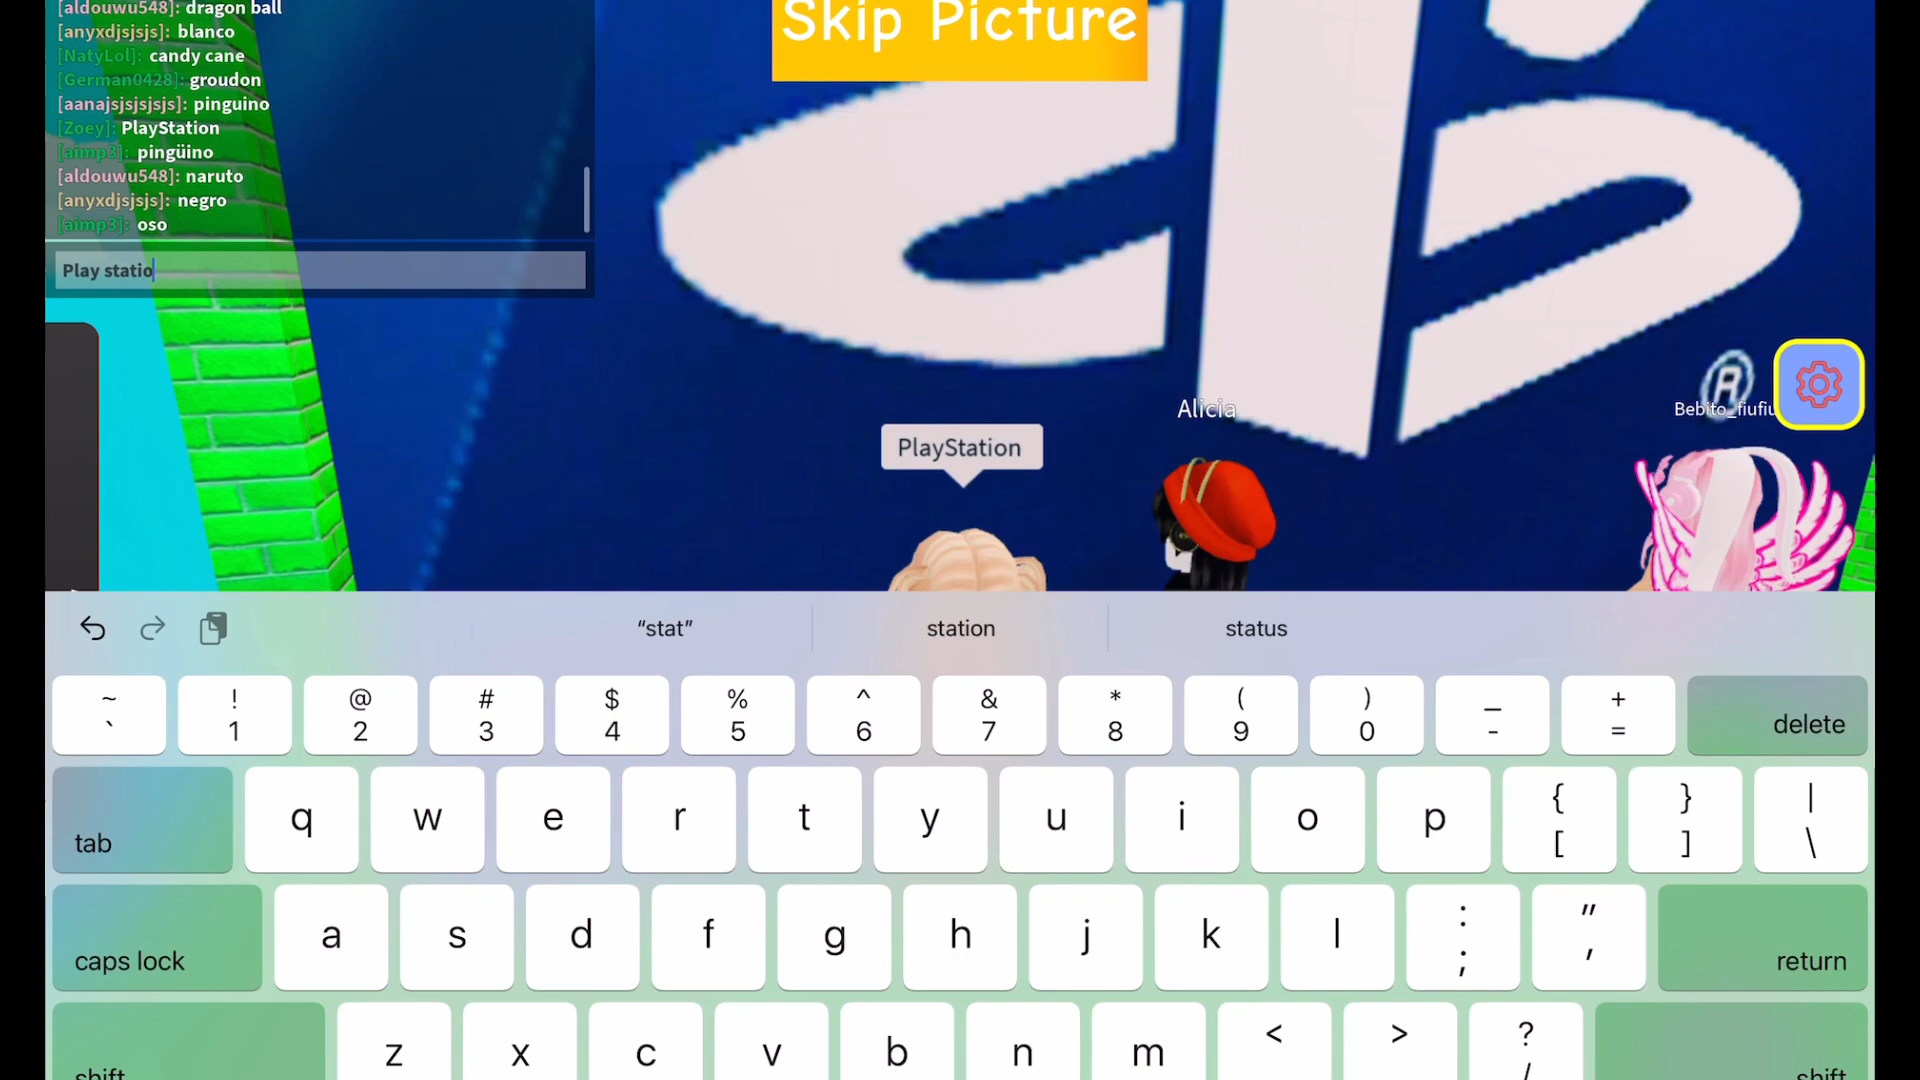 [aldouwu548]: dragon ball
[anyxdjsjsjs]: blanco
[NatyLol]: candy cane
[German0428]: groudon
[aanajsjsjsjsjs]: pinguino
[Zoey]: PlayStation
[aimp3]: pingüino
[aldouwu548]: naruto
[anyxdjsjsjs]: negro
[aimp3]: oso
Play statio
Skip Picture
®
Alicia
Bebito_fiufiu
PlayStation
“stat” station status
~ ! @ # $ % ^ & * ( ) _ +
` 1 2 3 4 5 6 7 8 9 0 - = delete
tab q w e r t y u i o p { [ } ] | \
caps lock a s d f g h j k l : ; " ' return
shift z x c v b n m < > ? / shift